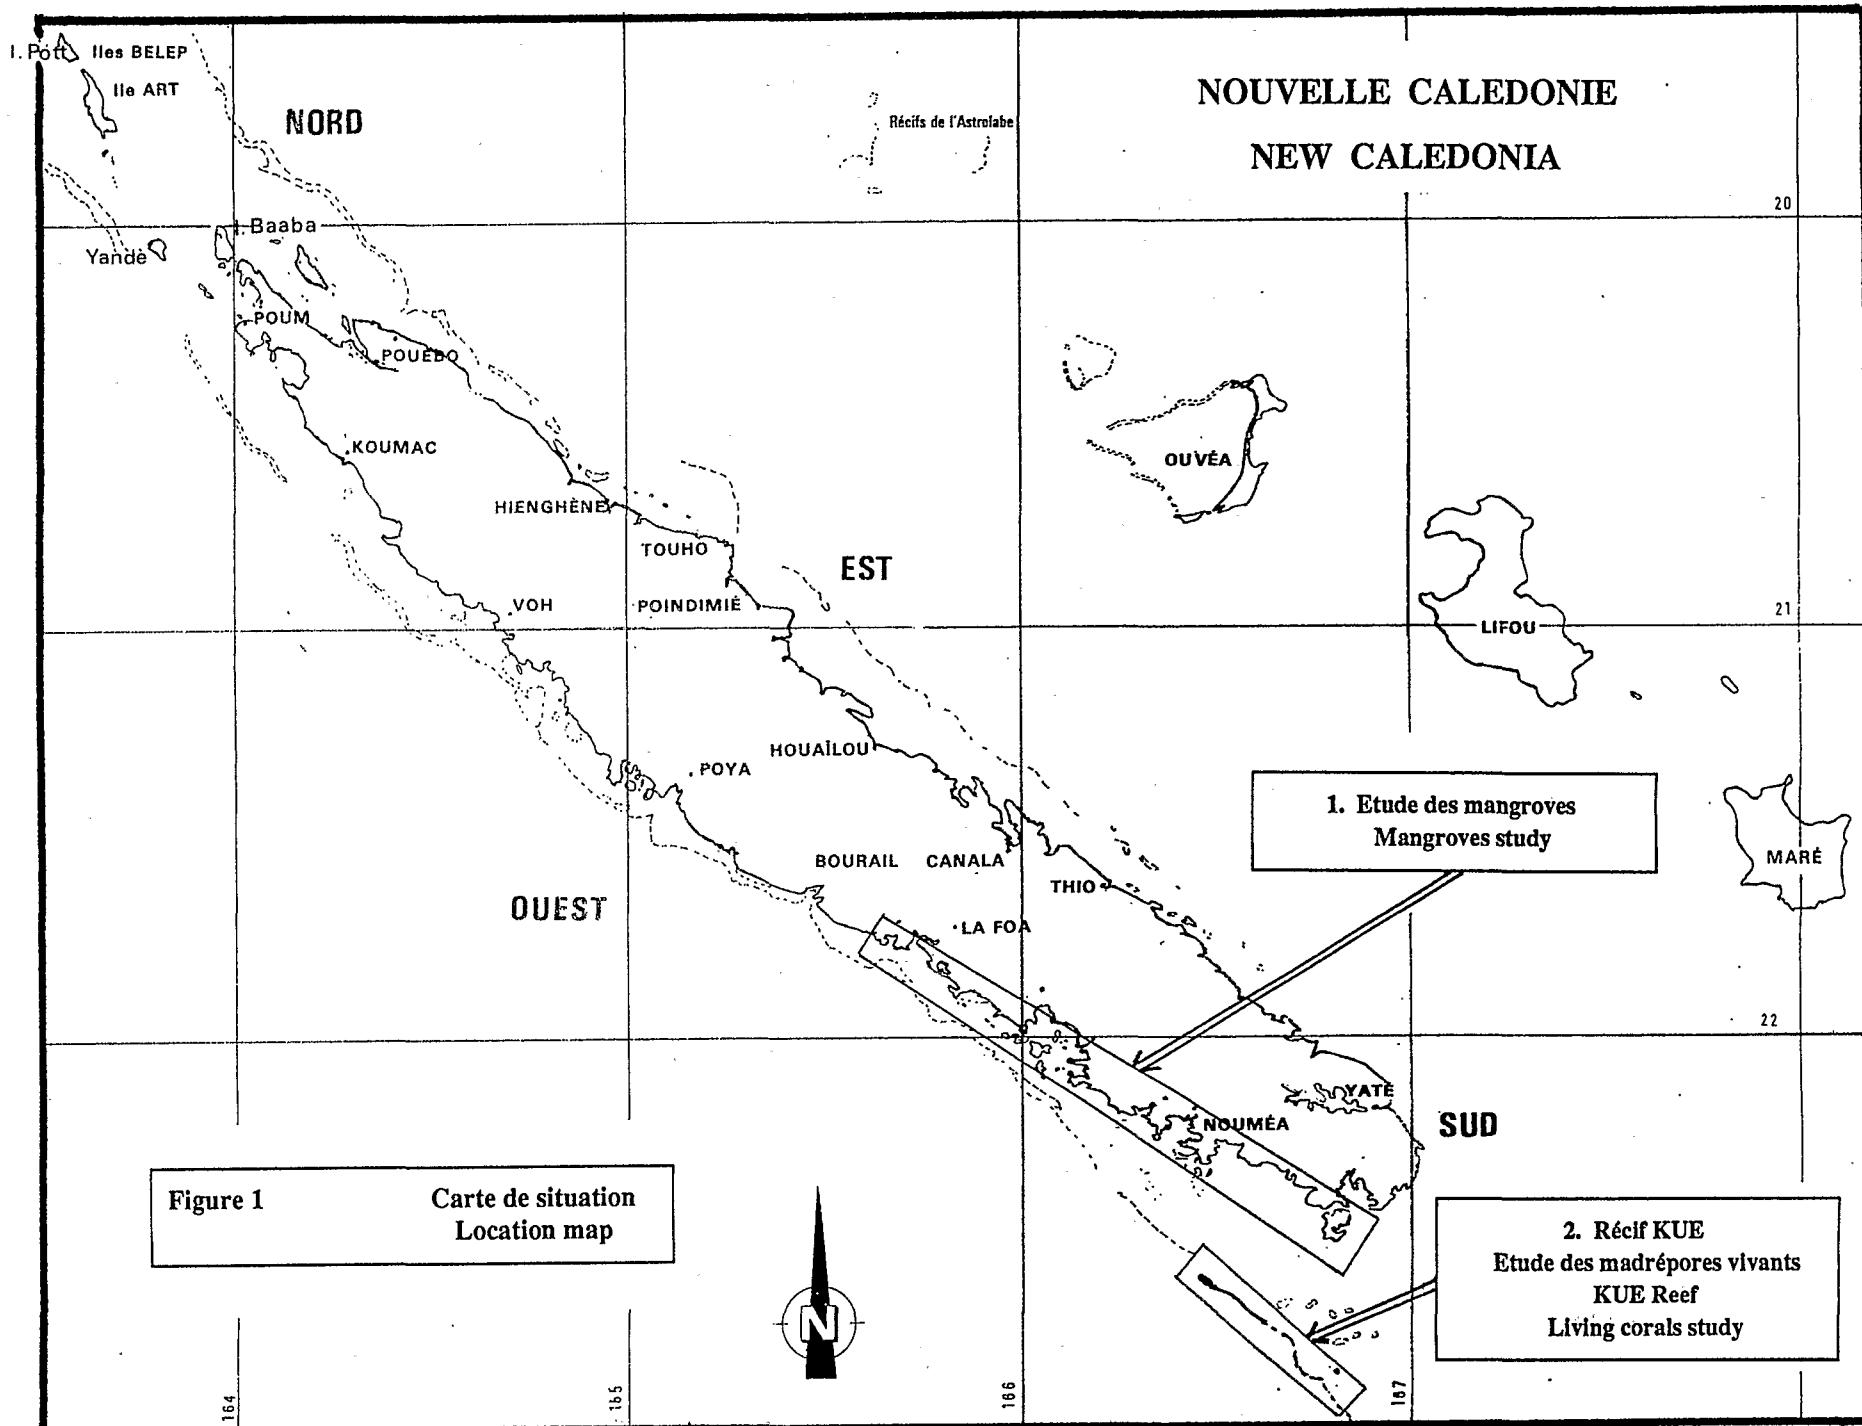 I. Pott
Iles BELEP
Ile ART
NORD
Récifs de l'Astrolabe
NOUVELLE CALEDONIE
NEW CALEDONIA
20
I. Baaba
Yandé
POUM
POUEBO
KOUMAC
OUVÉA
HIENGHÈNE
TOUHO
EST
VOH
POINDIMIÉ
21
LIFOU
HOUAÏLOU
POYA
1. Etude des mangroves
Mangroves study
BOURAIL
CANALA
MARÉ
THIO
OUEST
LA FOA
22
YATÉ
NOUMÉA
SUD
Figure 1
Carte de situation
Location map
2. Récif KUE
Etude des madrépores vivants
KUE Reef
Living corals study
N
164
165
166
167